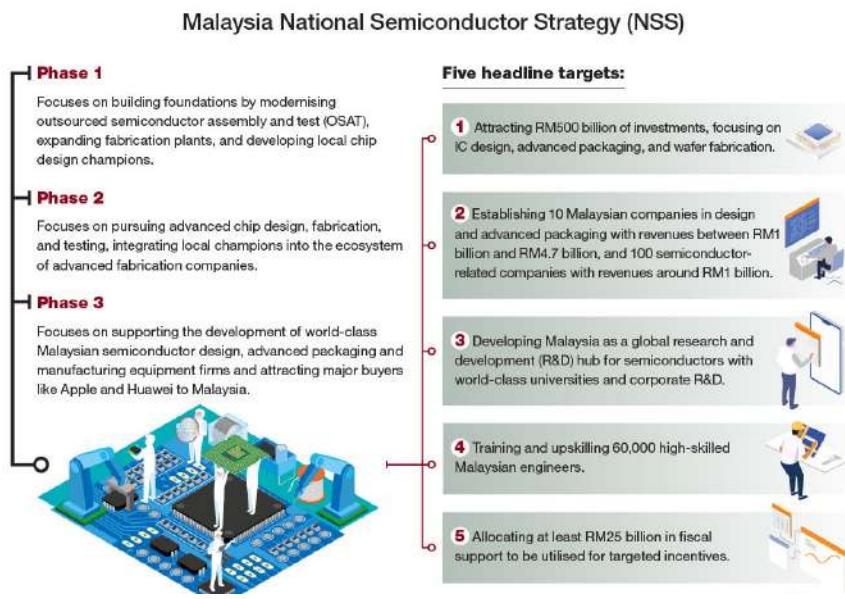 Malaysia National Semiconductor Strategy (NSS)
Phase 1
Focuses on building foundations by modernising
outsourced semiconductor assembly and test (OSAT),
expanding fabrication plants, and developing local chip
design champions.
Phase 2
Focuses on pursuing advanced chip design, fabrication,
and testing, integrating local champions into the ecosystem
of advanced fabrication companies.
Phase 3
Focuses on supporting the development of world-class
Malaysian semiconductor design, advanced packaging and
manufacturing equipment firms and attracting major buyers
like Apple and Huawei to Malaysia.
Five headline targets:
1 Attracting RM500 billion of investments, focusing on
IC design, advanced packaging, and wafer fabrication.
2 Establishing 10 Malaysian companies in design
and advanced packaging with revenues between RM1
billion and RM4.7 billion, and 100 semiconductor-
related companies with revenues around RM1 billion.
3 Developing Malaysia as a global research and
development (R&D) hub for semiconductors with
world-class universities and corporate R&D.
4 Training and upskilling 60,000 high-skilled
Malaysian engineers.
5 Allocating at least RM25 billion in fiscal
support to be utilised for targeted incentives.